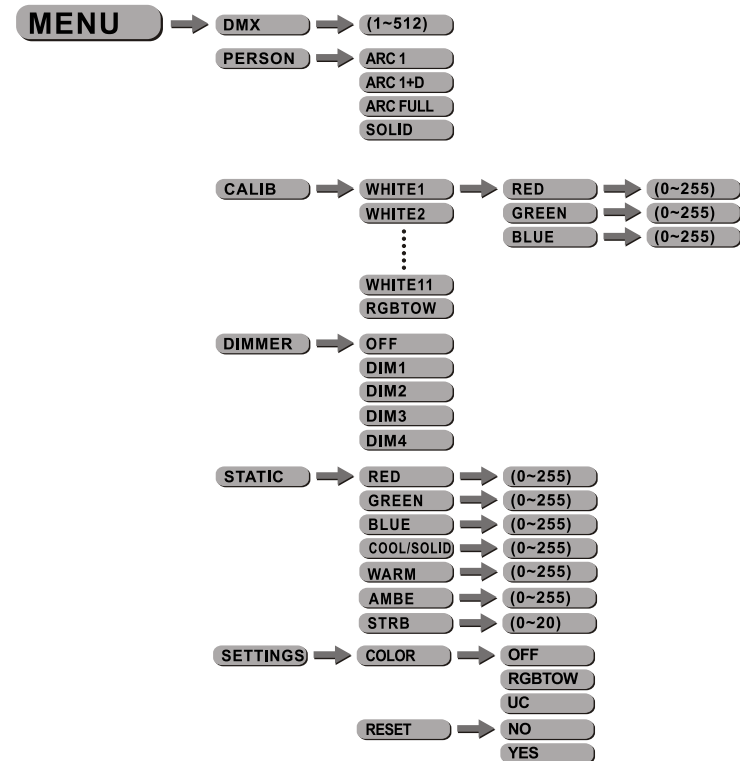 MENU DMX (1~512)
PERSON ARC 1
ARC 1+D
ARC FULL
SOLID
CALIB WHITE1 RED (0~255)
WHITE2 GREEN (0~255)
BLUE (0~255)
WHITE11
RGBTOW
DIMMER OFF
DIM1
DIM2
DIM3
DIM4
STATIC RED (0~255)
GREEN (0~255)
BLUE (0~255)
COOL/SOLID (0~255)
WARM (0~255)
AMBE (0~255)
STRB (0~20)
SETTINGS COLOR OFF
RGBTOW
UC
RESET NO
YES